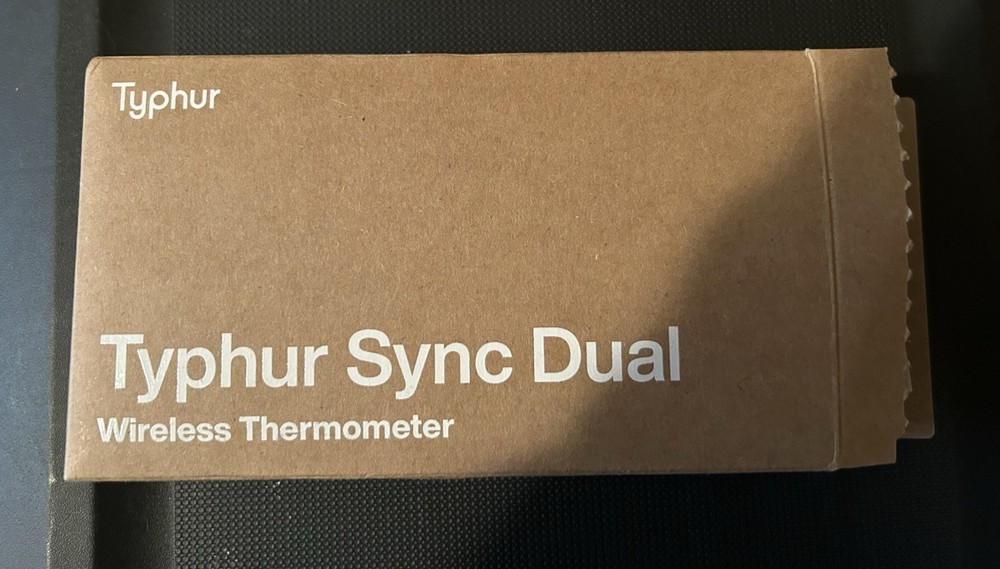 Typhur
Typhur Sync Dual
Wireless Thermometer